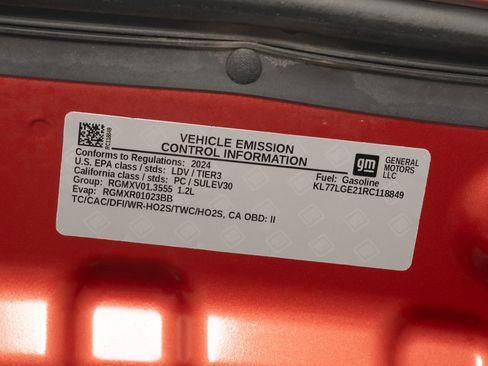 RC118849
VEHICLE EMISSION
CONTROL INFORMATION
Conforms to Regulations: 2024
U.S. EPA class / stds: LDV / TIER3
California class / stds: PC / SULEV30
Group: RGMXV01.3555 1.2L
Evap: RGMXR01023BB
TC/CAC/DFI/WR-HO2S/TWC/HO2S, CA OBD: II
gm
GENERAL
MOTORS
LLC
Fuel: Gasoline
KL77LGE21RC118849